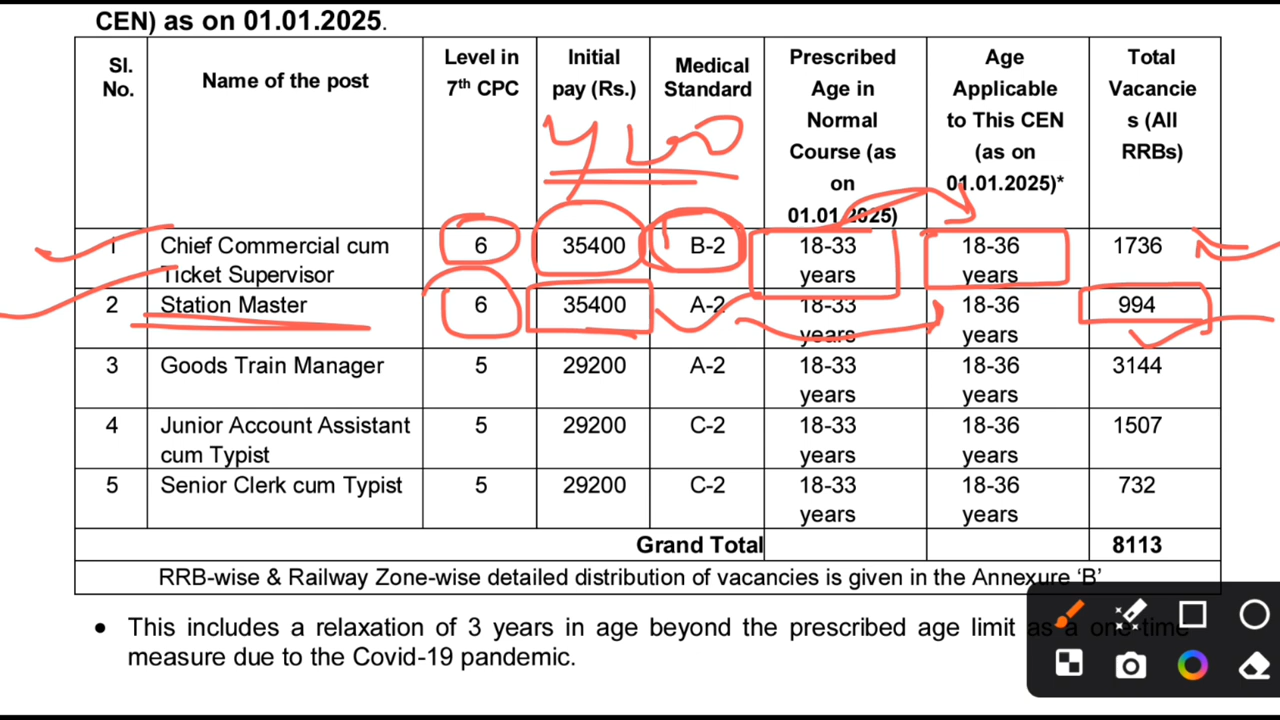 CEN) as on 01.01.2025.
Sl. No. | Name of the post | Level in 7th CPC | Initial pay (Rs.) | Medical Standard | Prescribed Age in Normal Course (as on 01.01.2025) | Age Applicable to This CEN (as on 01.01.2025)* | Total Vacancie s (All RRBs)
1 | Chief Commercial cum Ticket Supervisor | 6 | 35400 | B-2 | 18-33 years | 18-36 years | 1736
2 | Station Master | 6 | 35400 | A-2 | 18-33 years | 18-36 years | 994
3 | Goods Train Manager | 5 | 29200 | A-2 | 18-33 years | 18-36 years | 3144
4 | Junior Account Assistant cum Typist | 5 | 29200 | C-2 | 18-33 years | 18-36 years | 1507
5 | Senior Clerk cum Typist | 5 | 29200 | C-2 | 18-33 years | 18-36 years | 732
Grand Total | 8113
RRB-wise & Railway Zone-wise detailed distribution of vacancies is given in the Annexure ‘B’
• This includes a relaxation of 3 years in age beyond the prescribed age limit as a one-time
measure due to the Covid-19 pandemic.